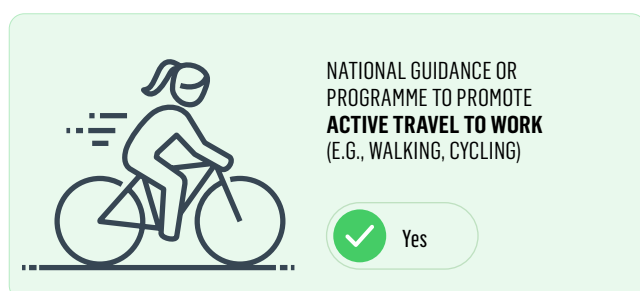 NATIONAL GUIDANCE OR
PROGRAMME TO PROMOTE
ACTIVE TRAVEL TO WORK
(E.G., WALKING, CYCLING)
Yes